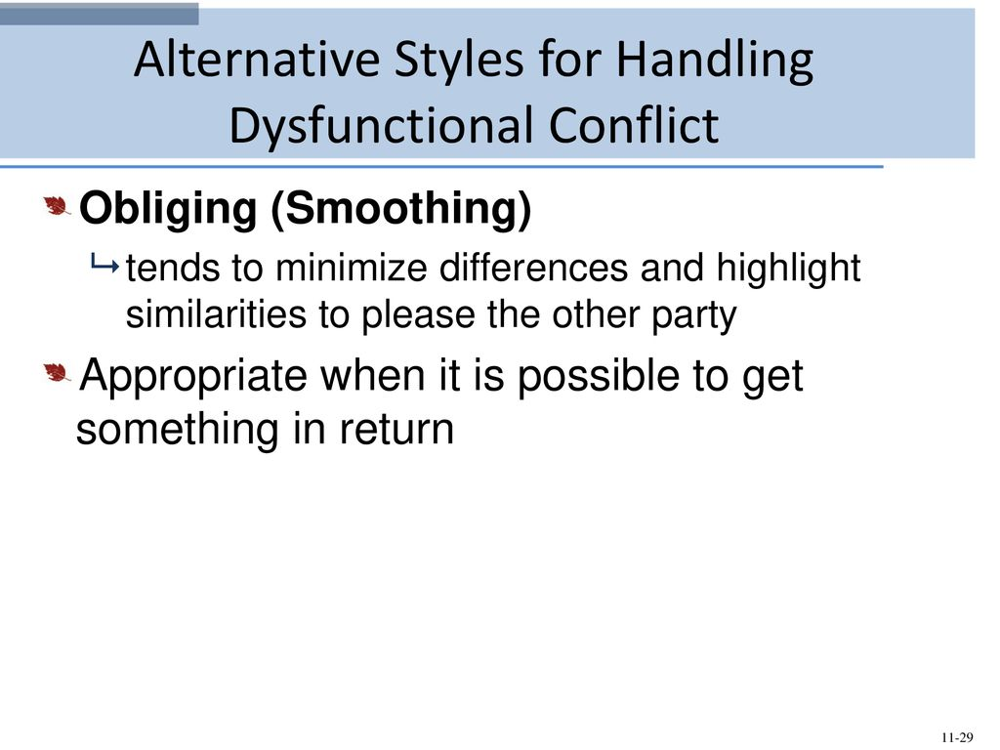 Alternative Styles for Handling
Dysfunctional Conflict
Obliging (Smoothing)
tends to minimize differences and highlight
similarities to please the other party
Appropriate when it is possible to get
something in return
11-29